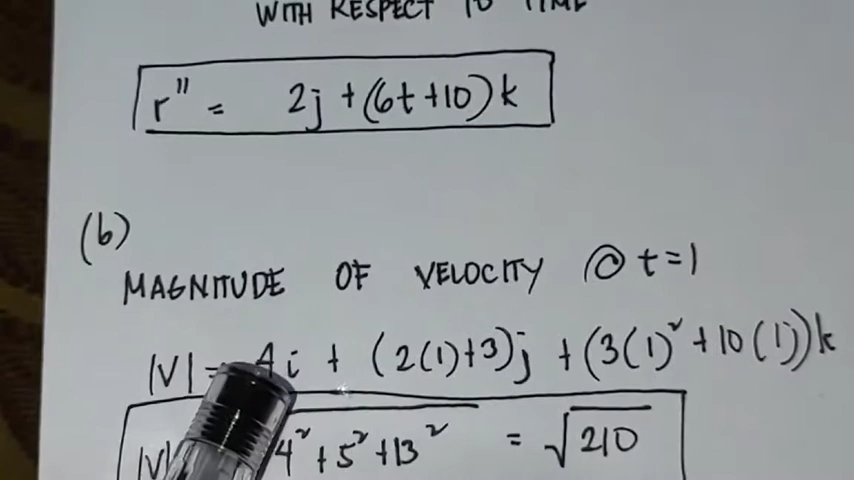 WITH RESPECT TO TIME
r'' = 2j + (6t+10)k
(b)
MAGNITUDE OF VELOCITY @ t=1
|V| = 4i + (2(1)+3)j + (3(1)² + 10(1))k
|V| 4² + 5² + 13² = √210